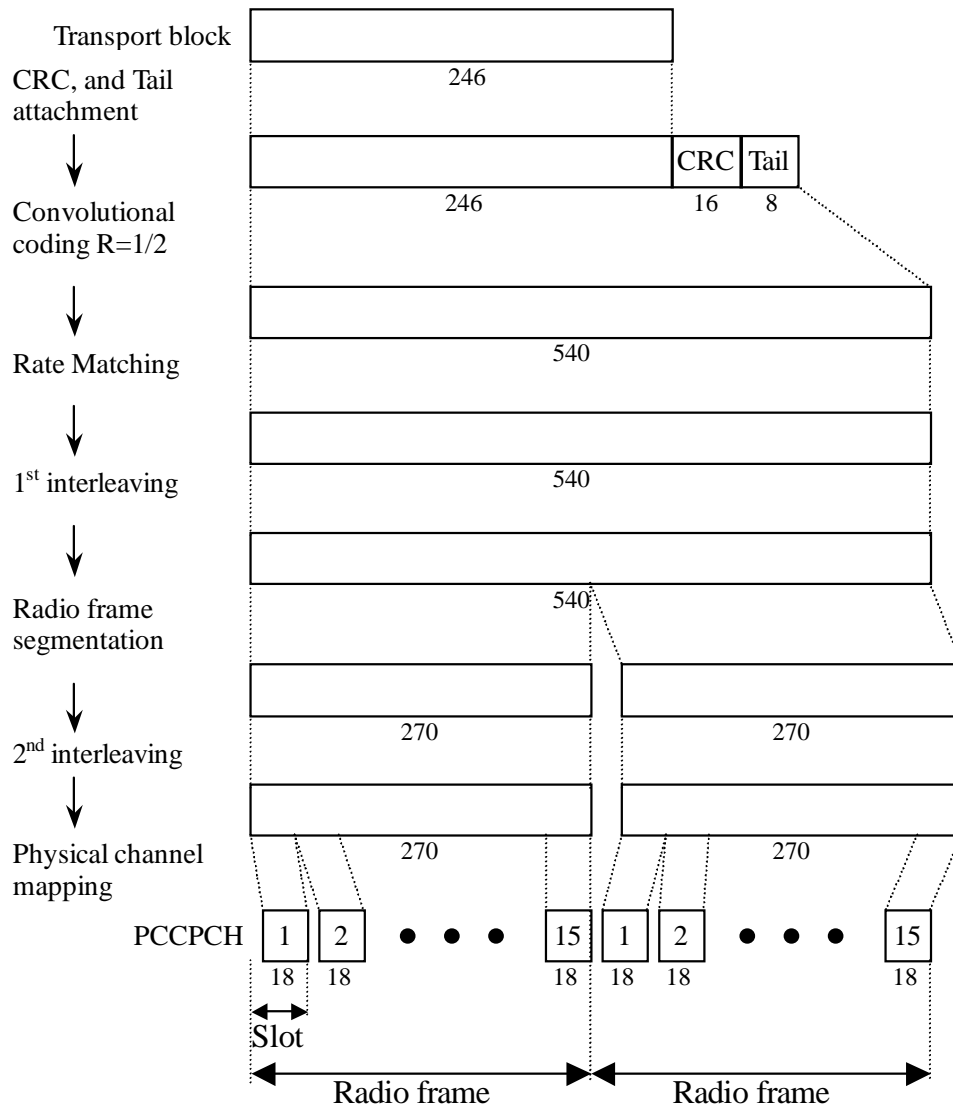 Transport block
246
CRC, and Tail
attachment
CRC Tail
246 16 8
Convolutional
coding R=1/2
540
Rate Matching
540
1st interleaving
540
Radio frame
segmentation
270 270
2nd interleaving
270 270
Physical channel
mapping
PCCPCH 1 2 15 1 2 15
18 18 18 18 18 18
Slot
Radio frame Radio frame